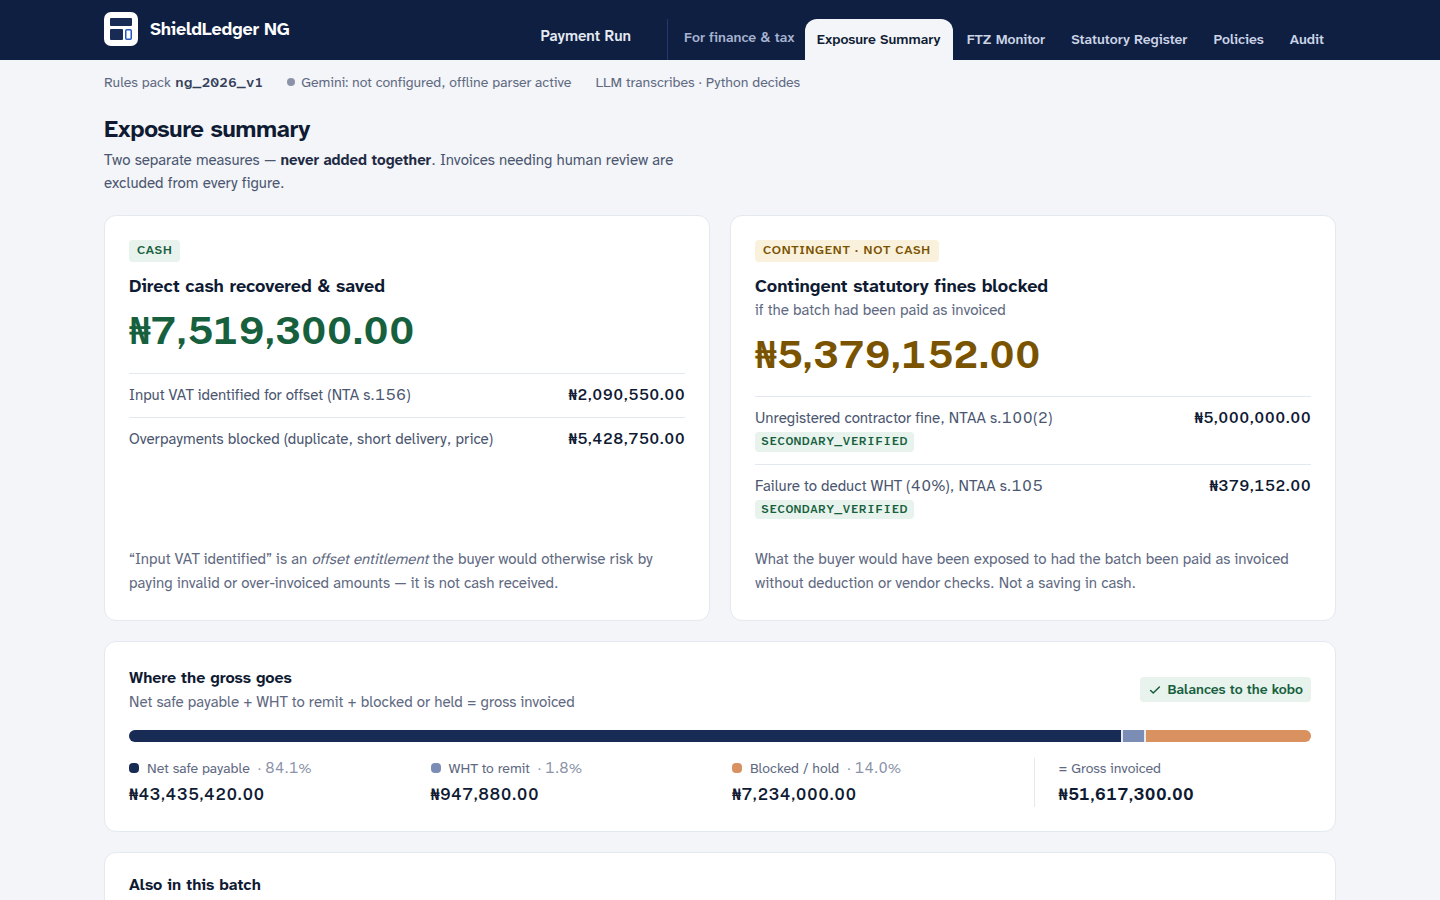 ShieldLedger NG
Payment Run
For finance & tax
Exposure Summary
FTZ Monitor
Statutory Register
Policies
Audit
Rules pack ng_2026_v1
Gemini: not configured, offline parser active
LLM transcribes · Python decides
Exposure summary
Two separate measures — never added together. Invoices needing human review are
excluded from every figure.
CASH
Direct cash recovered & saved
₦7,519,300.00
Input VAT identified for offset (NTA s.156) ₦2,090,550.00
Overpayments blocked (duplicate, short delivery, price) ₦5,428,750.00
“Input VAT identified” is an offset entitlement the buyer would otherwise risk by
paying invalid or over-invoiced amounts — it is not cash received.
CONTINGENT · NOT CASH
Contingent statutory fines blocked
if the batch had been paid as invoiced
₦5,379,152.00
Unregistered contractor fine, NTAA s.100(2) ₦5,000,000.00
SECONDARY_VERIFIED
Failure to deduct WHT (40%), NTAA s.105 ₦379,152.00
SECONDARY_VERIFIED
What the buyer would have been exposed to had the batch been paid as invoiced
without deduction or vendor checks. Not a saving in cash.
Where the gross goes
Net safe payable + WHT to remit + blocked or held = gross invoiced
Balances to the kobo
Net safe payable · 84.1%
₦43,435,420.00
WHT to remit · 1.8%
₦947,880.00
Blocked / hold · 14.0%
₦7,234,000.00
= Gross invoiced
₦51,617,300.00
Also in this batch